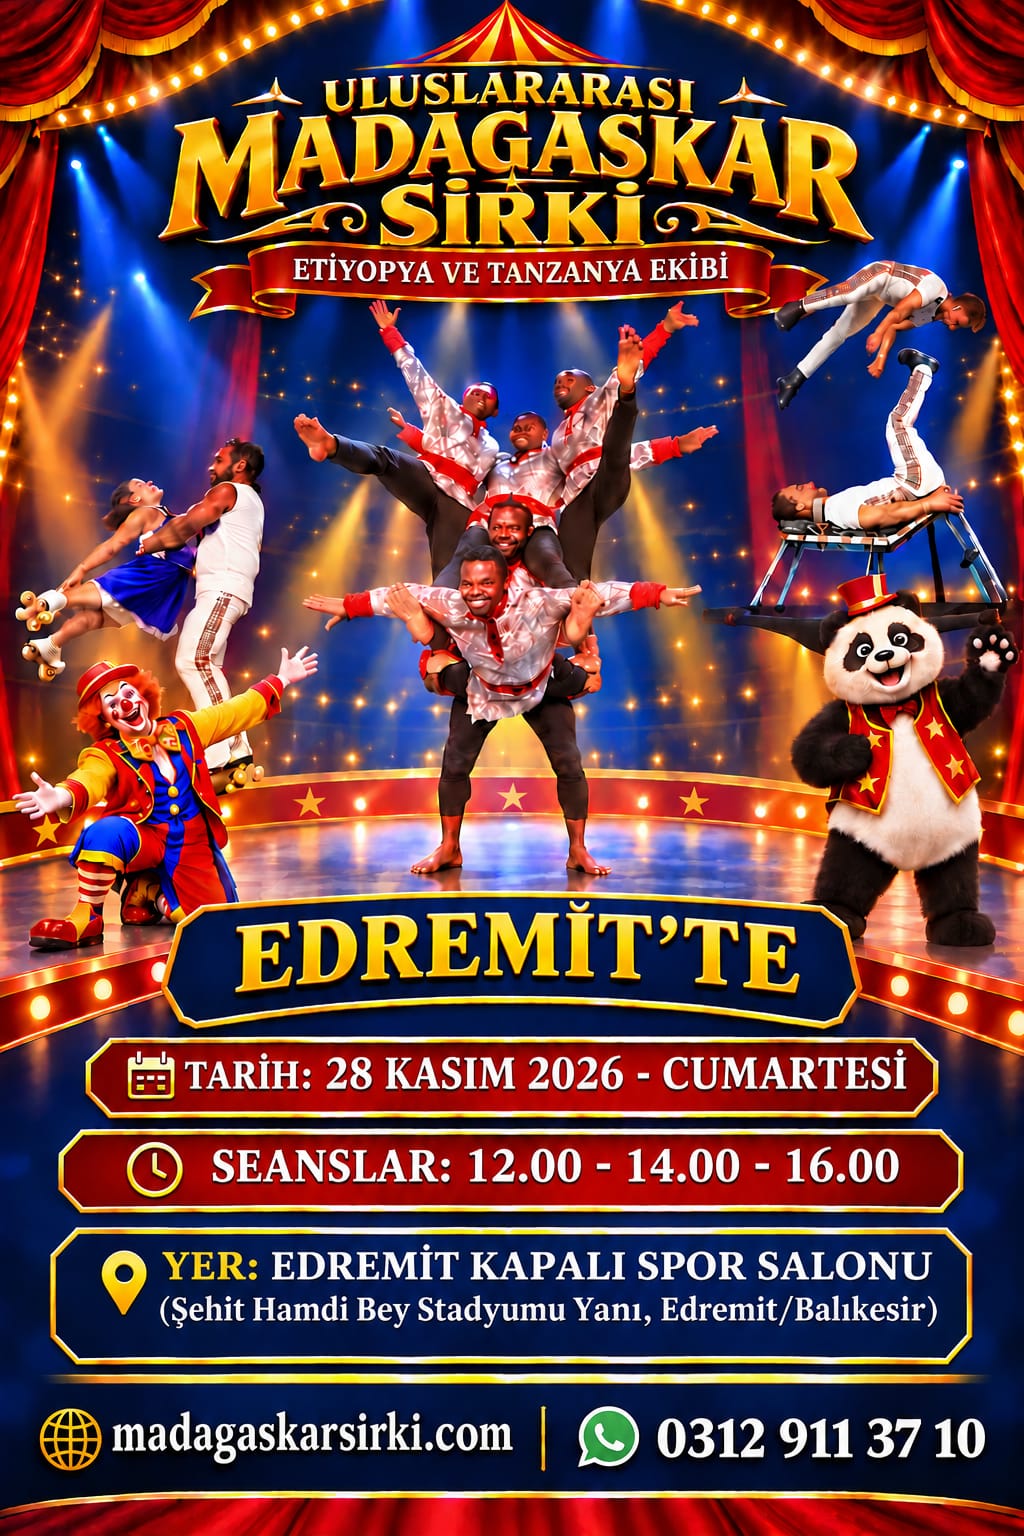 ULUSLARARASI
MADAGASKAR
SİRKİ
ETİYOPYA VE TANZANYA EKİBİ
EDREMİT'TE
TARİH: 28 KASIM 2026 - CUMARTESİ
SEANSLAR: 12.00 - 14.00 - 16.00
YER: EDREMİT KAPALI SPOR SALONU
(Şehit Hamdi Bey Stadyumu Yanı, Edremit/Balıkesir)
madagaskarsirki.com
0312 911 37 10